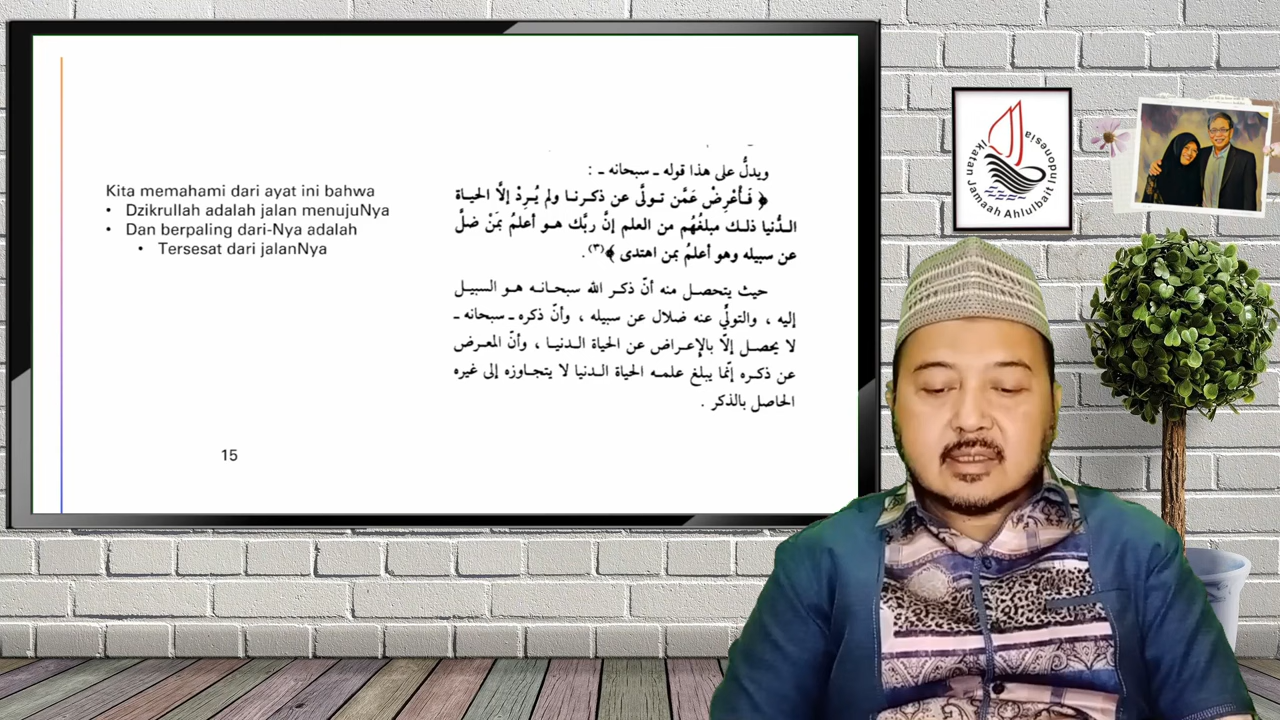 Kita memahami dari ayat ini bahwa
• Dzikrullah adalah jalan menujuNya
• Dan berpaling dari-Nya adalah
• Tersesat dari jalanNya
15
ويدلُّ على هذا قوله ـ سبحانه ـ :
﴿ فَأَعْرِضْ عَمَّن تولَّى عن ذكرنا ولم يُرِدْ إلَّا الحياة
الدُّنيا ذلك مبلغُهُم من العلم إنَّ ربَّك هو أعلمُ بمَنْ ضلَّ
عن سبيله وهو أعلمُ بمن اهتدى ﴾(٣) .
حيث يتحصل منه أنّ ذكر الله سبحانه هو السبيل
إليه ، والتولّي عنه ضلال عن سبيله ، وأنّ ذكره ـ سبحانه ـ
لا يحصل إلّا بالإعراض عن الحياة الدنيا ، وأنّ المعرض
عن ذكره إنّما يبلغ علمه الحياة الدنيا لا يتجاوزه إلى غيره
الحاصل بالذكر .
Ikatan Jamaah Ahlulbait Indonesia